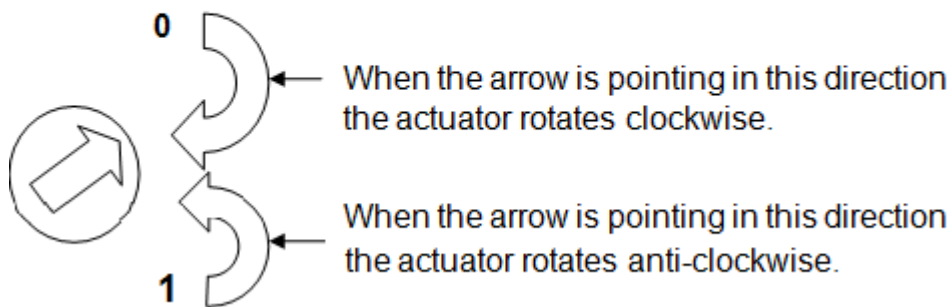 0
When the arrow is pointing in this direction
the actuator rotates clockwise.
When the arrow is pointing in this direction
the actuator rotates anti-clockwise.
1